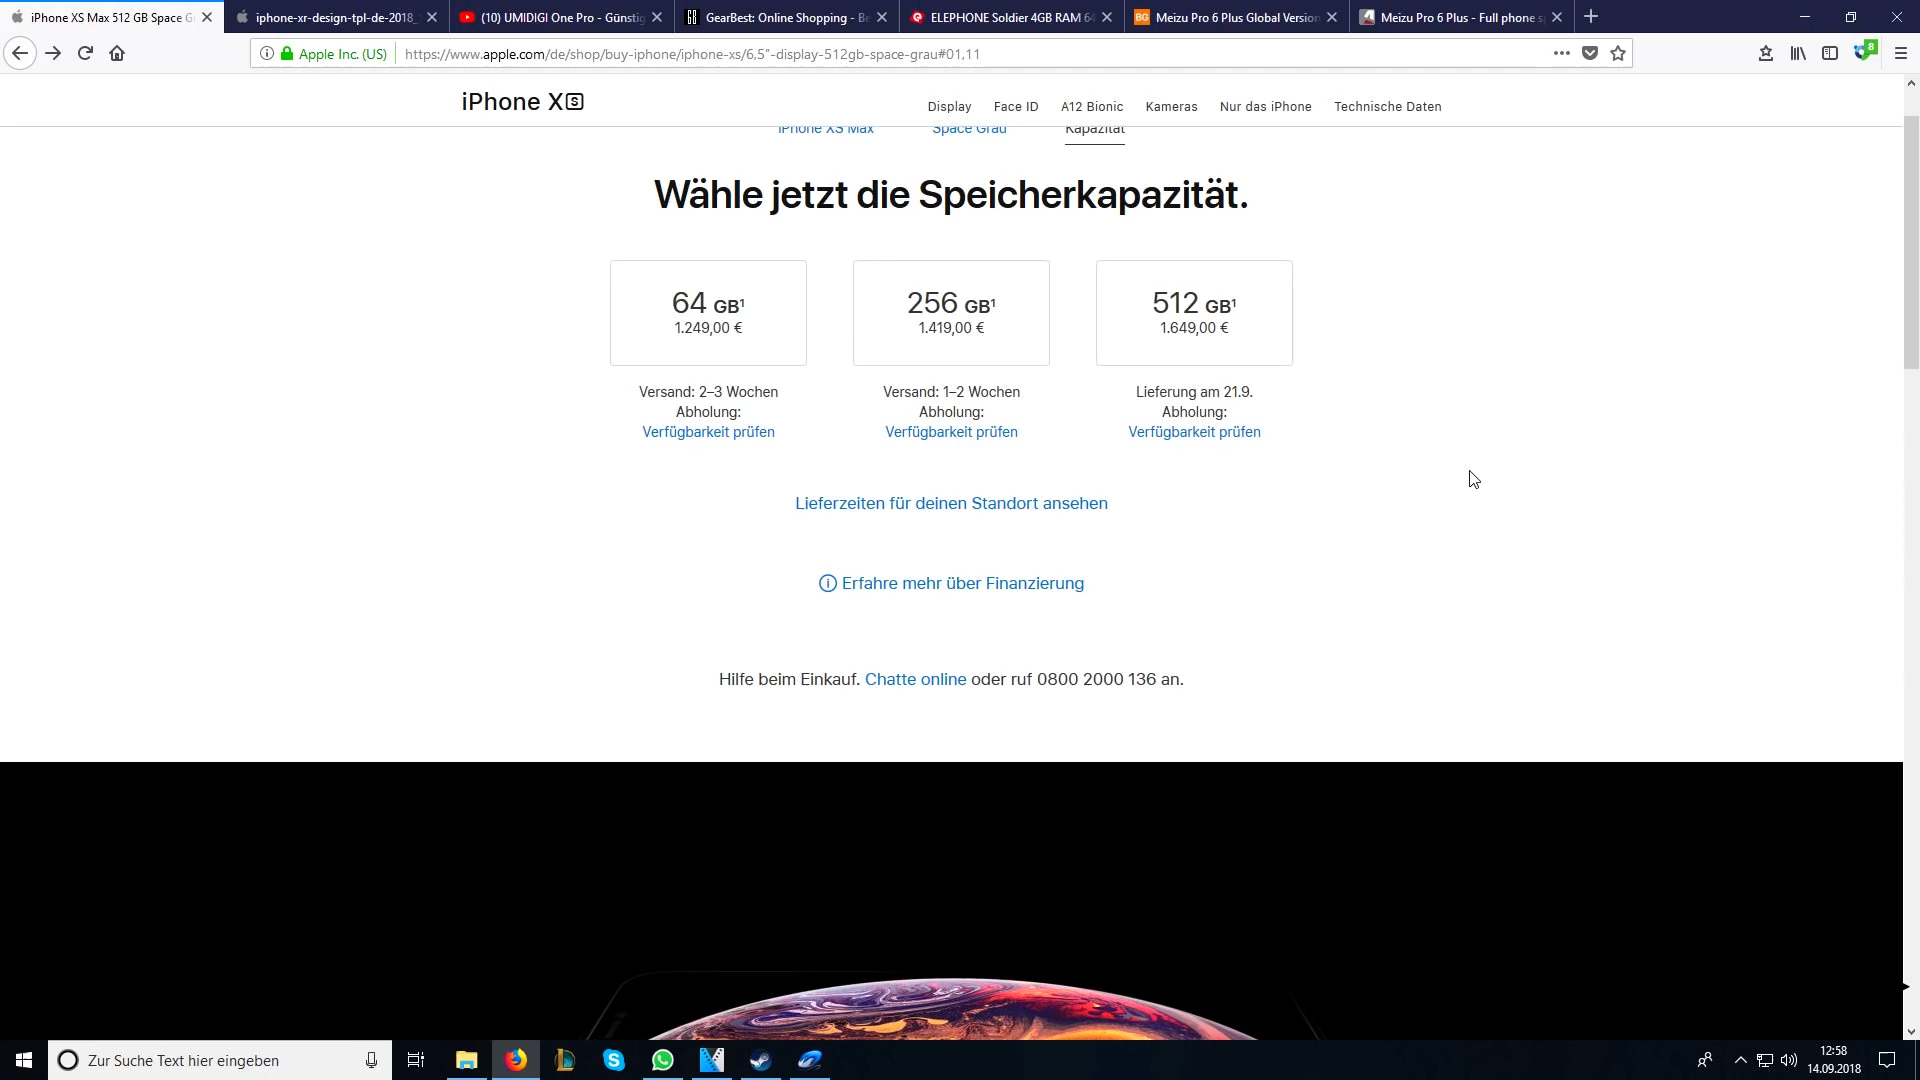 iPhone XS Max 512 GB Space Gr
iphone-xr-design-tpl-de-2018_
(10) UMIDIGI One Pro - Günstig
GearBest: Online Shopping - Be
ELEPHONE Soldier 4GB RAM 64
BG Meizu Pro 6 Plus Global Version
Meizu Pro 6 Plus - Full phone sp
Apple Inc. (US)
https://www.apple.com/de/shop/buy-iphone/iphone-xs/6,5"-display-512gb-space-grau#01,11
8
iPhone XS
Display Face ID A12 Bionic Kameras Nur das iPhone Technische Daten
iPhone XS Max Space Grau Kapazität
Wähle jetzt die Speicherkapazität.
64 GB¹
1.249,00 €
Versand: 2–3 Wochen
Abholung:
Verfügbarkeit prüfen
256 GB¹
1.419,00 €
Versand: 1–2 Wochen
Abholung:
Verfügbarkeit prüfen
512 GB¹
1.649,00 €
Lieferung am 21.9.
Abholung:
Verfügbarkeit prüfen
Lieferzeiten für deinen Standort ansehen
Erfahre mehr über Finanzierung
Hilfe beim Einkauf. Chatte online oder ruf 0800 2000 136 an.
Zur Suche Text hier eingeben
12:58
14.09.2018